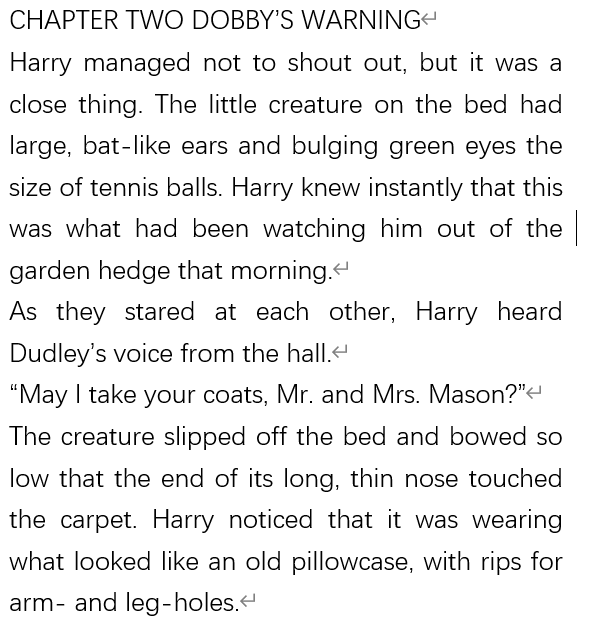 CHAPTER TWO DOBBY’S WARNING↵
Harry managed not to shout out, but it was a
close thing. The little creature on the bed had
large, bat-like ears and bulging green eyes the
size of tennis balls. Harry knew instantly that this
was what had been watching him out of the
garden hedge that morning.↵
As they stared at each other, Harry heard
Dudley’s voice from the hall.↵
“May I take your coats, Mr. and Mrs. Mason?”↵
The creature slipped off the bed and bowed so
low that the end of its long, thin nose touched
the carpet. Harry noticed that it was wearing
what looked like an old pillowcase, with rips for
arm- and leg-holes.↵